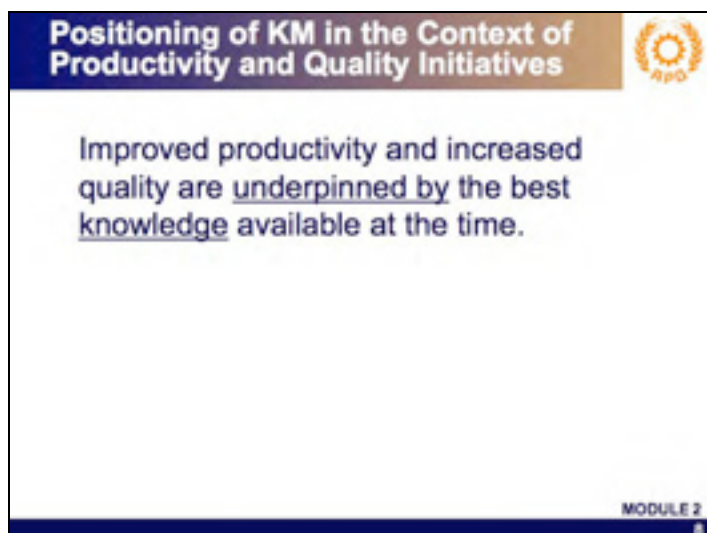 Positioning of KM in the Context of
Productivity and Quality Initiatives
APO
Improved productivity and increased
quality are underpinned by the best
knowledge available at the time.
MODULE 2
8